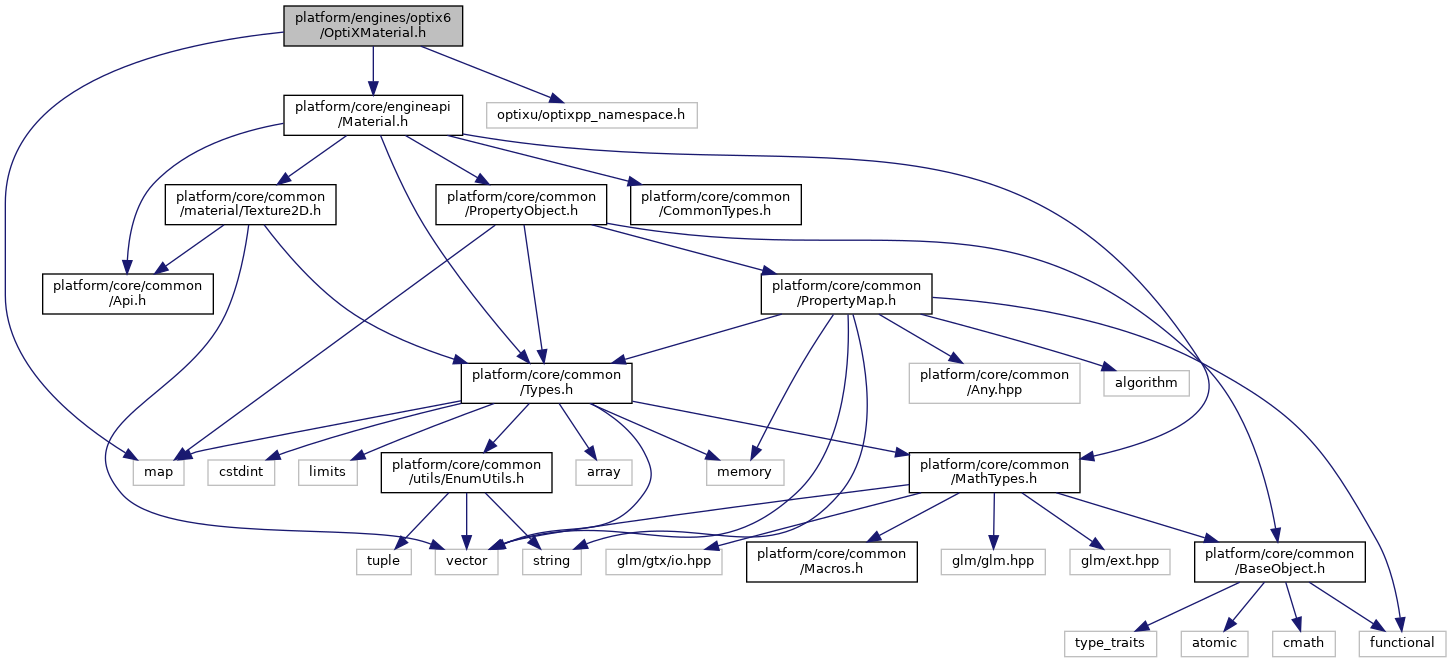 platform/engines/optix6
/OptiXMaterial.h
platform/core/engineapi
/Material.h
optixu/optixpp_namespace.h
platform/core/common
/material/Texture2D.h
platform/core/common
/PropertyObject.h
platform/core/common
/CommonTypes.h
platform/core/common
/Api.h
platform/core/common
/PropertyMap.h
platform/core/common
/Types.h
platform/core/common
/Any.hpp
algorithm
map
cstdint
limits
platform/core/common
/utils/EnumUtils.h
array
memory
platform/core/common
/MathTypes.h
tuple
vector
string
glm/gtx/io.hpp
platform/core/common
/Macros.h
glm/glm.hpp
glm/ext.hpp
platform/core/common
/BaseObject.h
type_traits
atomic
cmath
functional